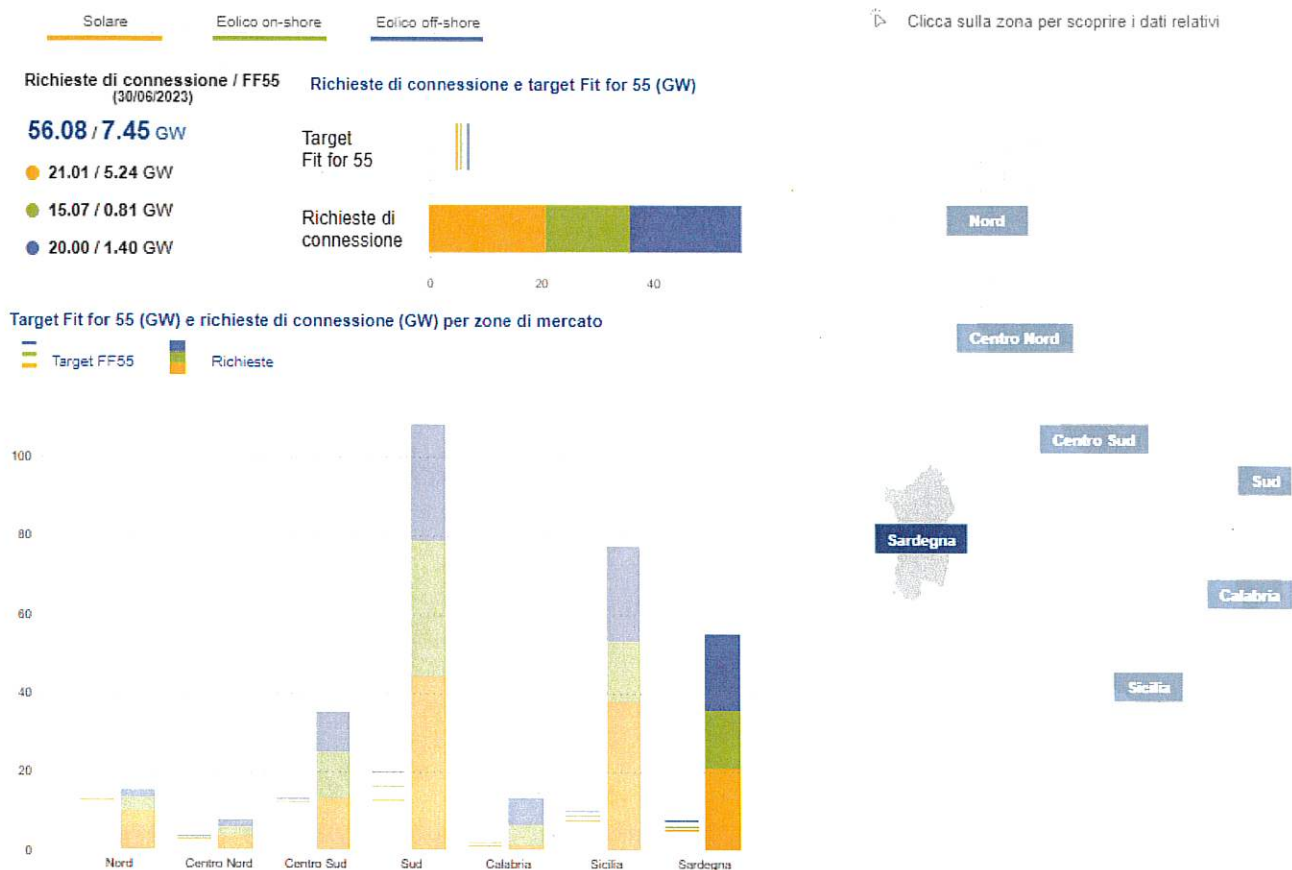 Solare
Eolico on-shore
Eolico off-shore
Clicca sulla zona per scoprire i dati relativi
Richieste di connessione / FF55
(30/06/2023)
56.08 / 7.45 GW
21.01 / 5.24 GW
15.07 / 0.81 GW
20.00 / 1.40 GW
Richieste di connessione e target Fit for 55 (GW)
Target
Fit for 55
Richieste di
connessione
0
20
40
Target Fit for 55 (GW) e richieste di connessione (GW) per zone di mercato
Target FF55
Richieste
100
80
60
40
20
0
Nord
Centro Nord
Centro Sud
Sud
Calabria
Sicilia
Sardegna
Nord
Centro Nord
Centro Sud
Sud
Sardegna
Calabria
Sicilia